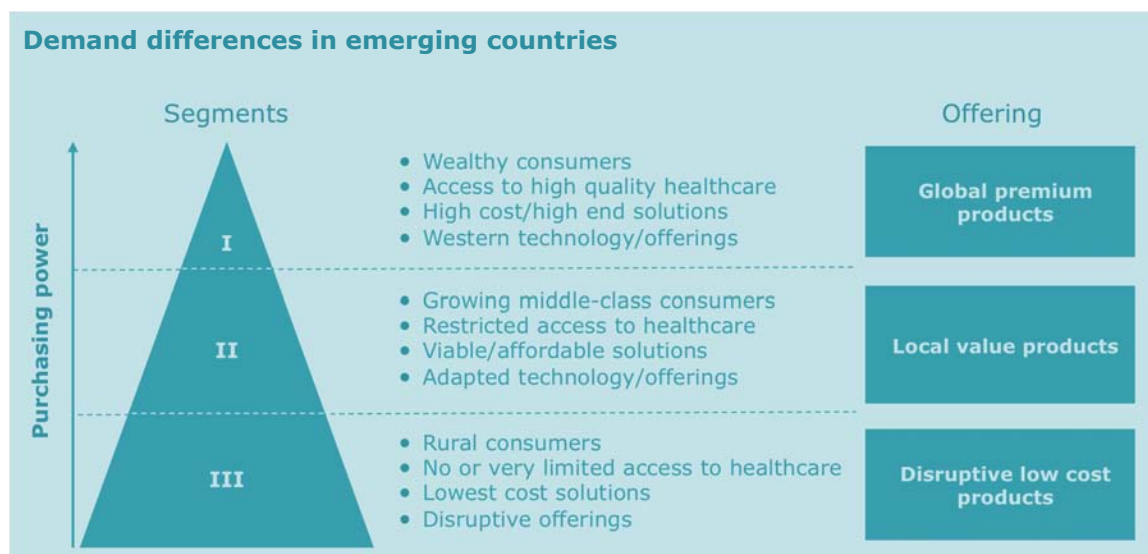 Demand differences in emerging countries
Segments
Offering
Purchasing power
I
• Wealthy consumers
• Access to high quality healthcare
• High cost/high end solutions
• Western technology/offerings
Global premium
products
II
• Growing middle-class consumers
• Restricted access to healthcare
• Viable/affordable solutions
• Adapted technology/offerings
Local value products
III
• Rural consumers
• No or very limited access to healthcare
• Lowest cost solutions
• Disruptive offerings
Disruptive low cost
products